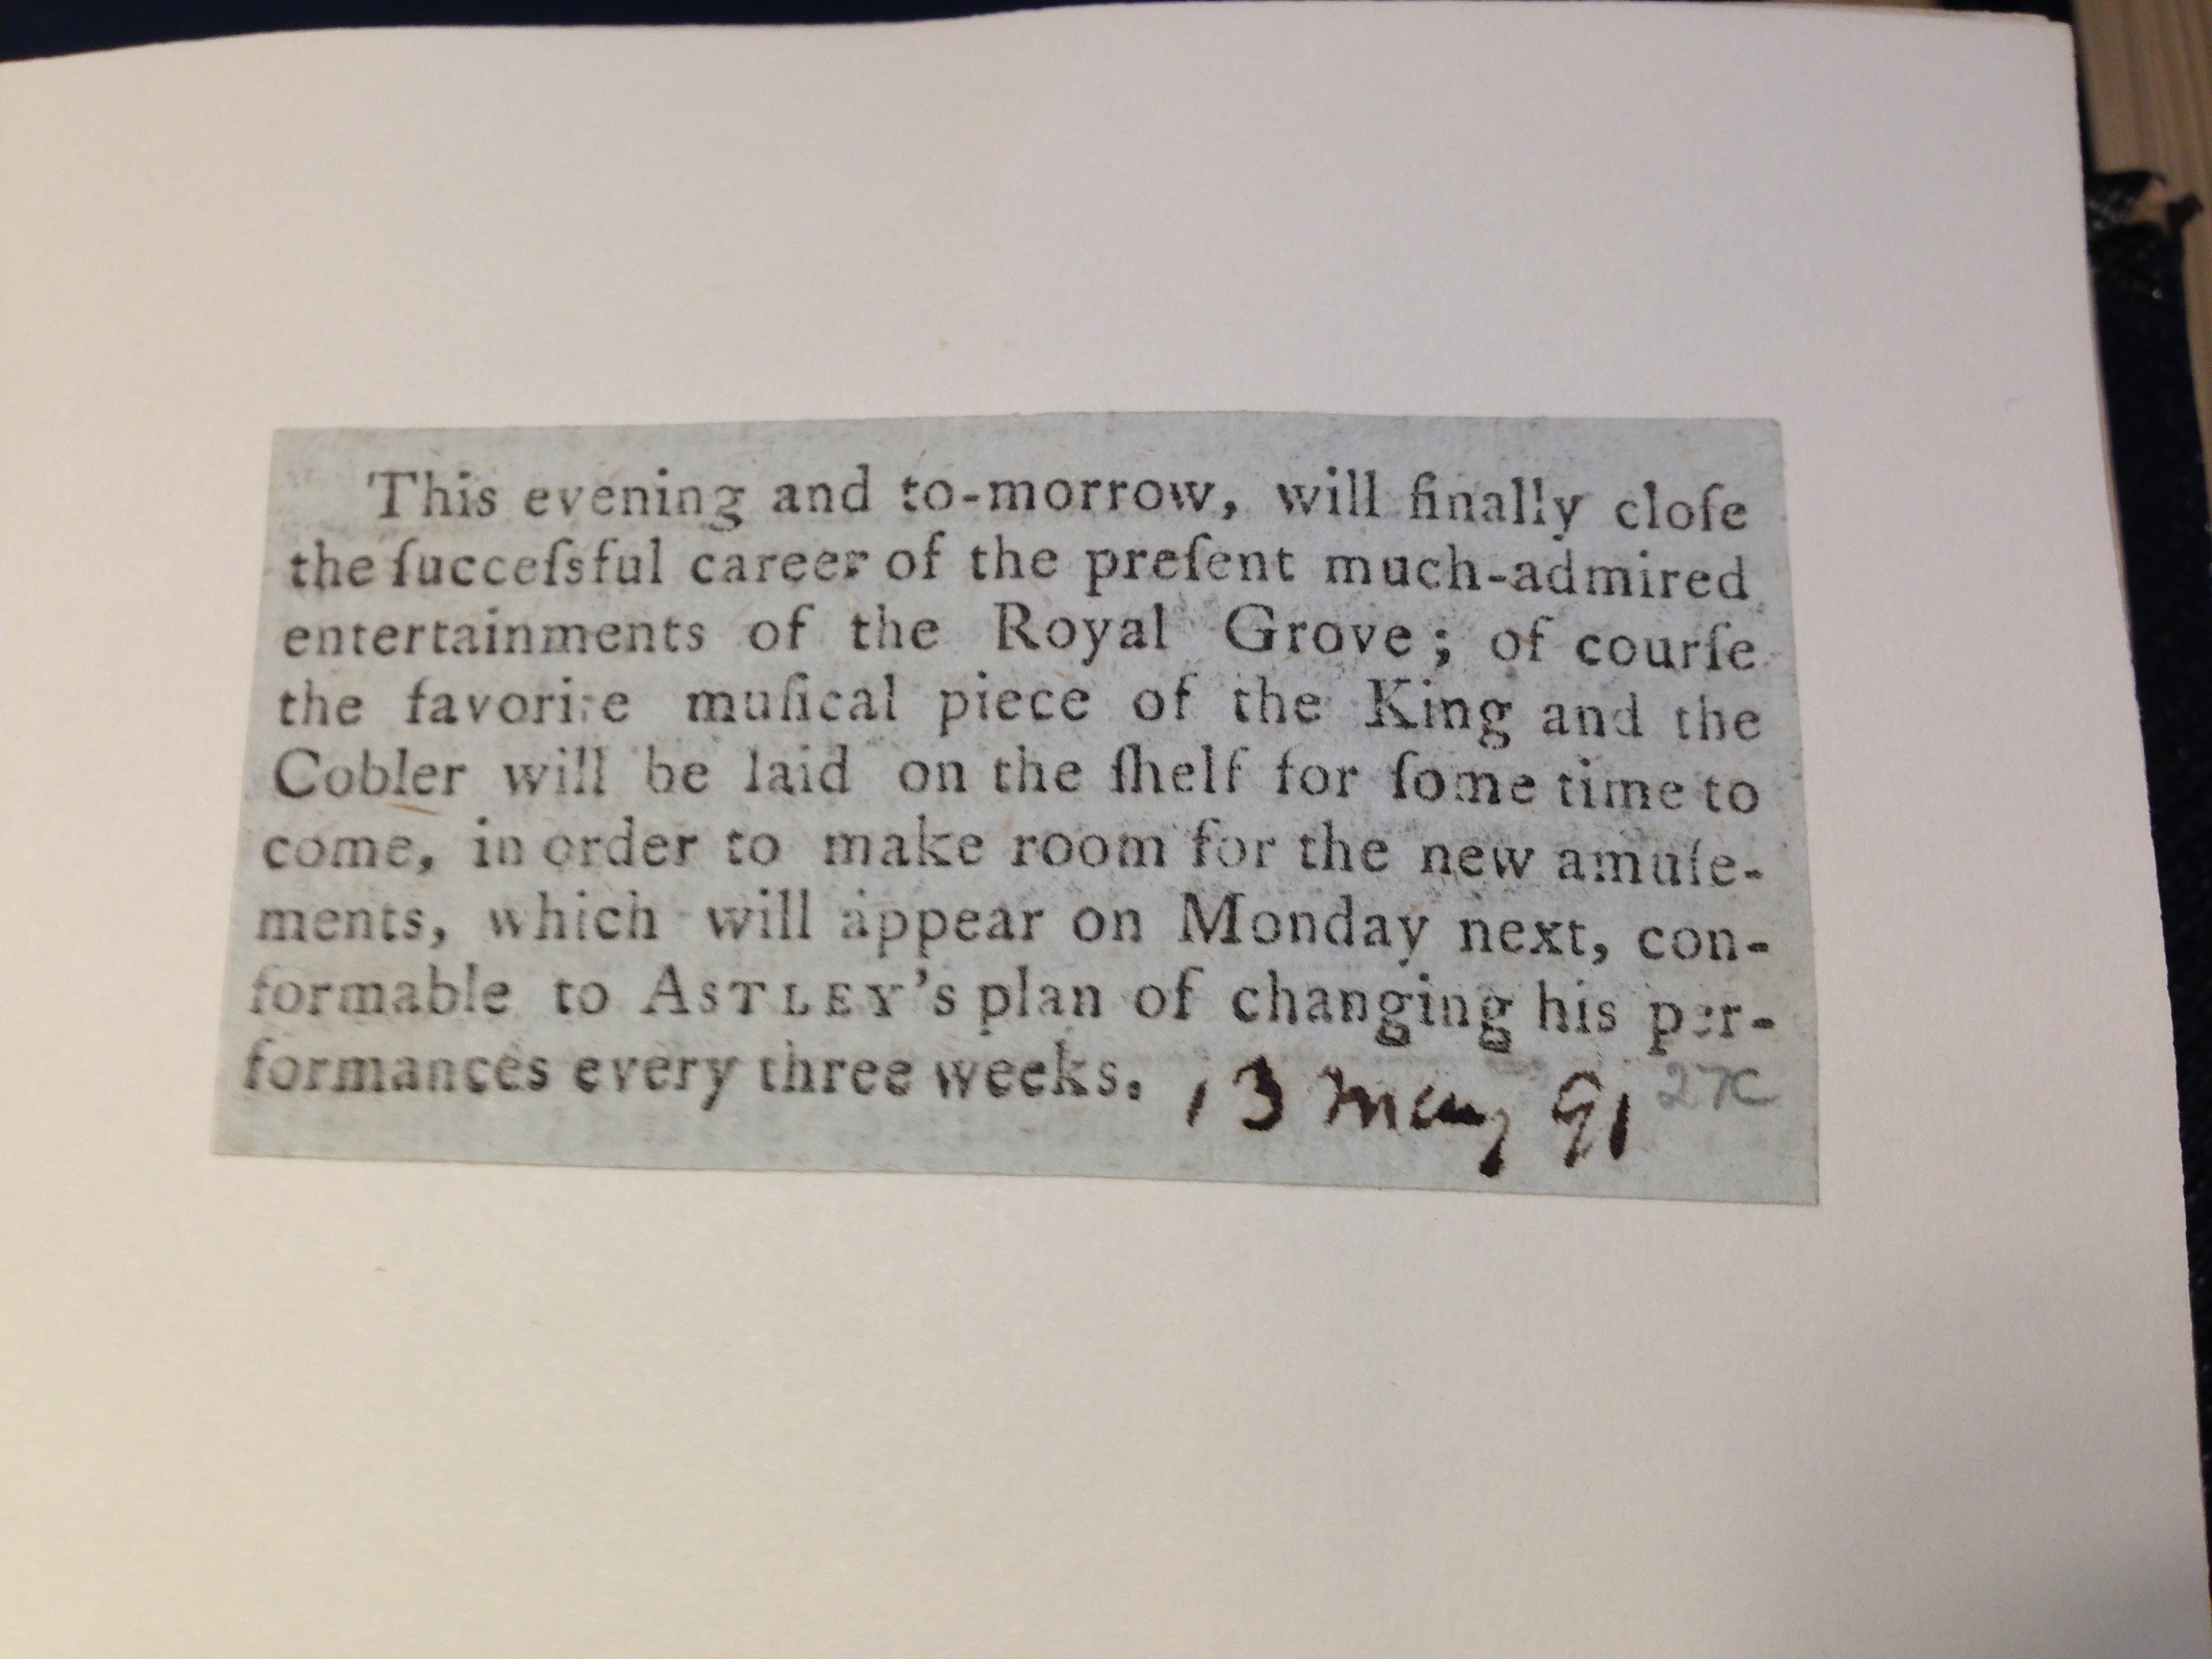 This evening and to-morrow, will finally cloſe
the ſucceſsful career of the preſent much-admired
entertainments of the Royal Grove; of courſe
the favorite muſical piece of the King and the
Cobler will be laid on the ſhelf for ſome time to
come, in order to make room for the new amuſe-
ments, which will appear on Monday next, con-
formable to ASTLEY's plan of changing his per-
formances every three weeks. 13 May 91 27c